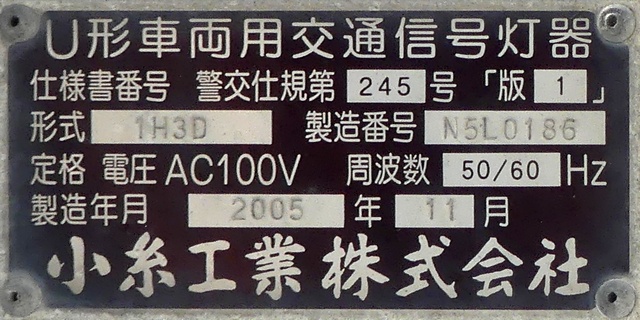 U形車両用交通信号灯器
仕様書番号 警交仕規第 245 号 「版 1 」
形式 1H3D 製造番号 N5L0186
定格 電圧 AC100V 周波数 50/60 Hz
製造年月 2005 年 11 月
小糸工業株式会社